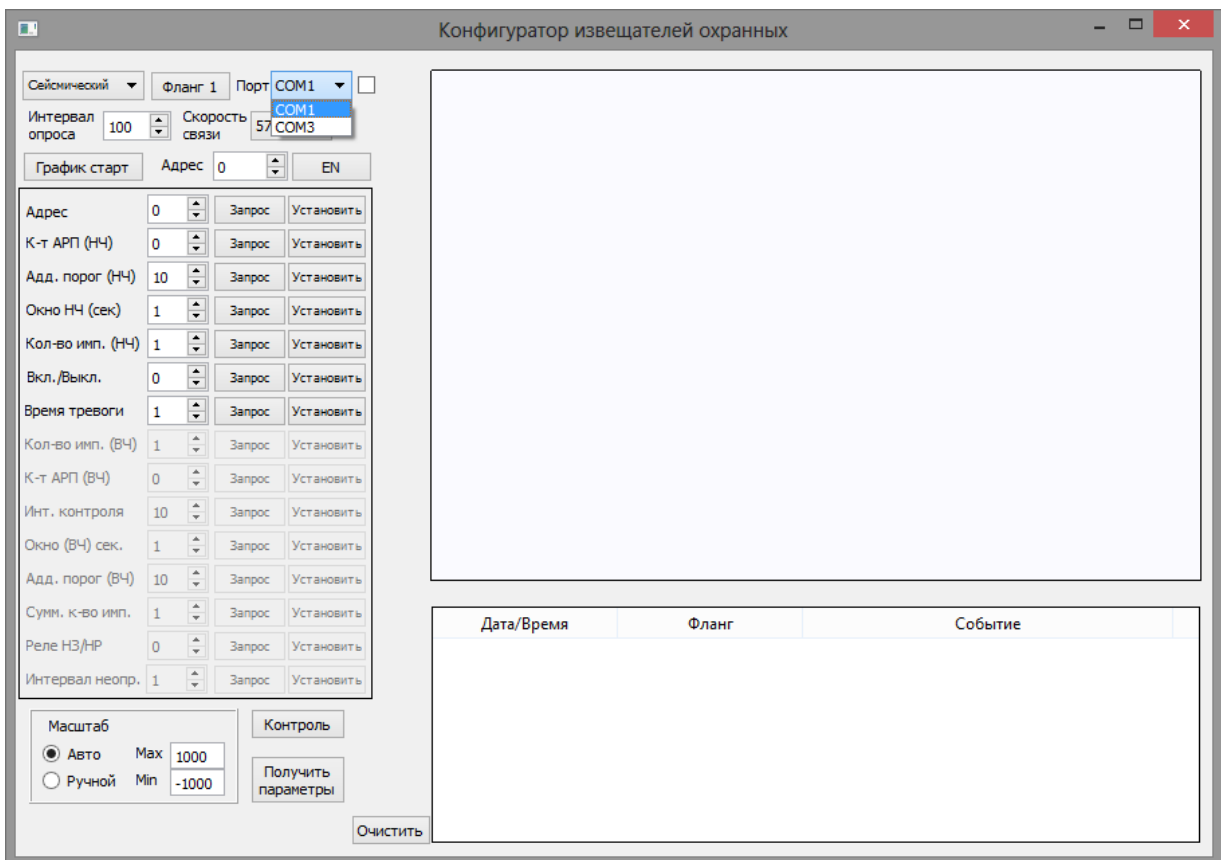 Конфигуратор извещателей охранных
Сейсмический Фланг 1 Порт COM1
COM1
COM3
Интервал опроса 100 Скорость связи 57
График старт Адрес 0 EN
Адрес 0 Запрос Установить
К-т АРП (НЧ) 0 Запрос Установить
Адд. порог (НЧ) 10 Запрос Установить
Окно НЧ (сек) 1 Запрос Установить
Кол-во имп. (НЧ) 1 Запрос Установить
Вкл./Выкл. 0 Запрос Установить
Время тревоги 1 Запрос Установить
Кол-во имп. (ВЧ) 1 Запрос Установить
К-т АРП (ВЧ) 0 Запрос Установить
Инт. контроля 10 Запрос Установить
Окно (ВЧ) сек. 1 Запрос Установить
Адд. порог (ВЧ) 10 Запрос Установить
Сумм. к-во имп. 1 Запрос Установить
Реле НЗ/НР 0 Запрос Установить
Интервал неопр. 1 Запрос Установить
Масштаб
Авто Max 1000
Ручной Min -1000
Контроль
Получить
параметры
Очистить
Дата/Время Фланг Событие